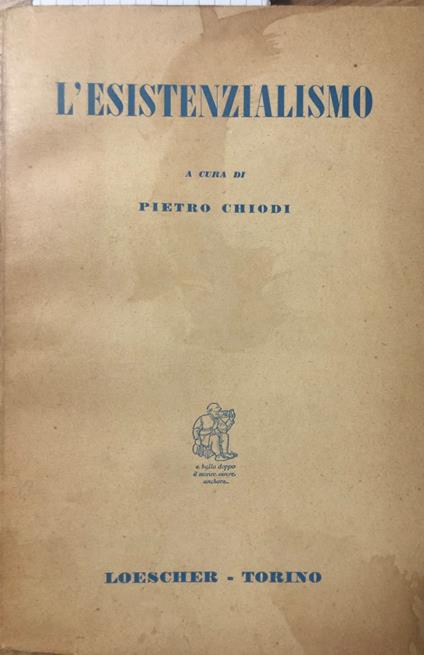 L'ESISTENZIALISMO
A CURA DI
PIETRO CHIODI
e bello doppo
il morire vivere
anchora..
LOESCHER - TORINO